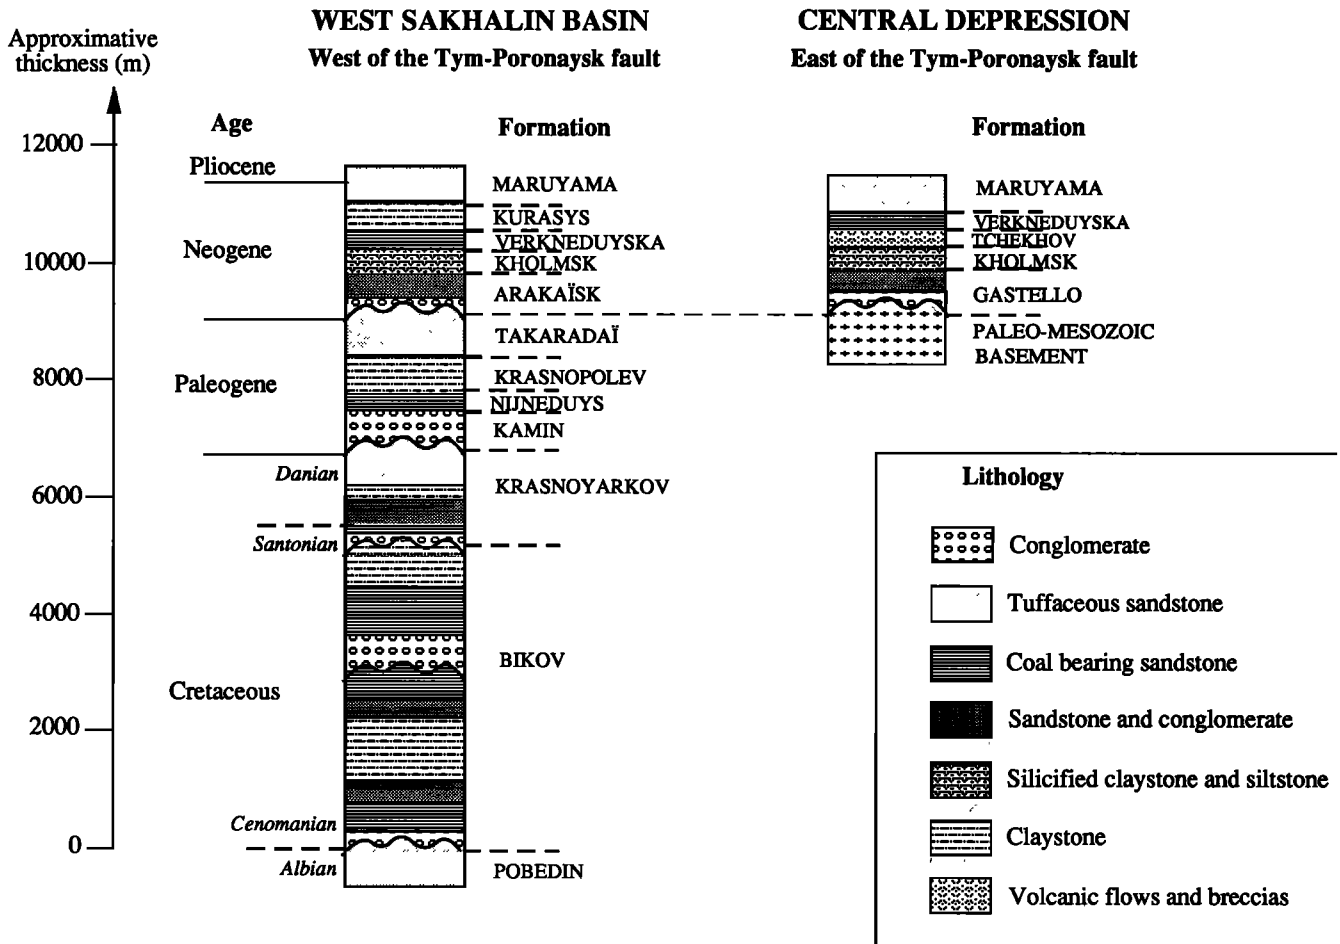 WEST SAKHALIN BASIN
West of the Tym-Poronaysk fault
CENTRAL DEPRESSION
East of the Tym-Poronaysk fault
Approximative
thickness (m)
12000
10000
8000
6000
4000
2000
0
Age
Pliocene
Neogene
Paleogene
Danian
Santonian
Cretaceous
Cenomanian
Albian
Formation
MARUYAMA
KURASYS
VERKNEDUYSKA
KHOLMSK
ARAKAÏSK
TAKARADAÏ
KRASNOPOLEV
NIJNEDUYS
KAMIN
KRASNOYARKOV
BIKOV
POBEDIN
Formation
MARUYAMA
VERKNEDUYSKA
TCHEKHOV
KHOLMSK
GASTELLO
PALEO-MESOZOIC
BASEMENT
Lithology
Conglomerate
Tuffaceous sandstone
Coal bearing sandstone
Sandstone and conglomerate
Silicified claystone and siltstone
Claystone
Volcanic flows and breccias